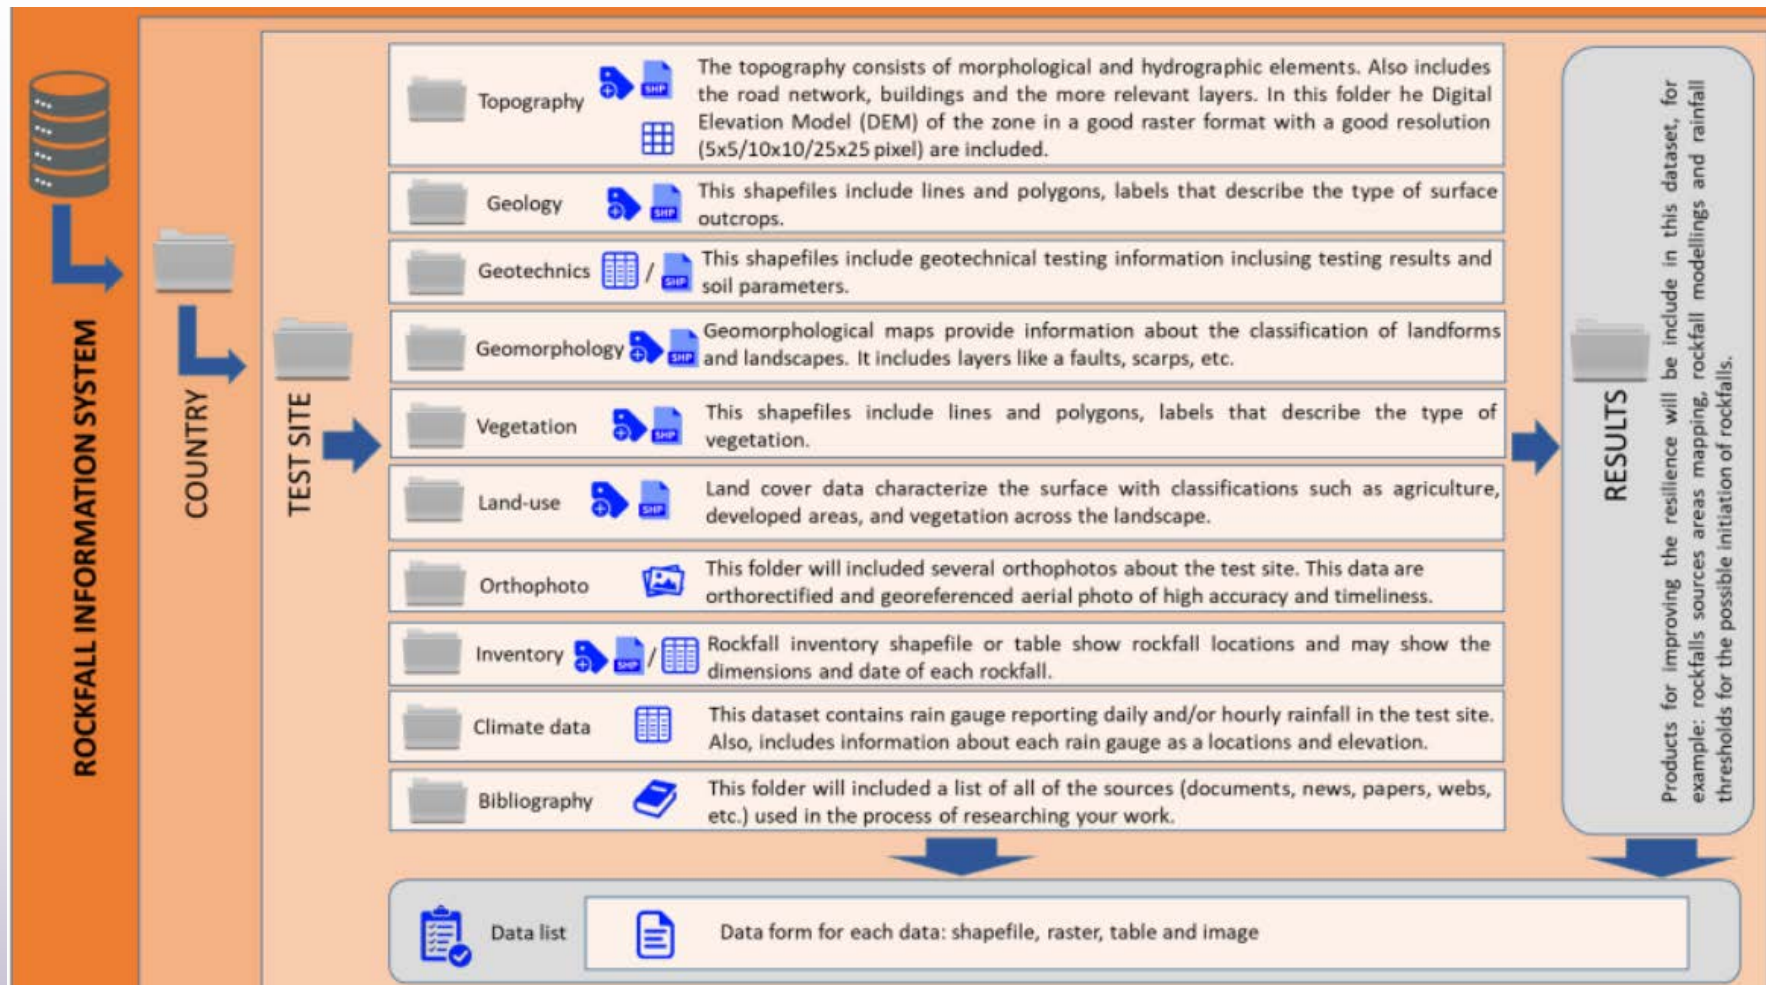 ROCKFALL INFORMATION SYSTEM
COUNTRY
TEST SITE
Topography
SHP
The topography consists of morphological and hydrographic elements. Also includes
the road network, buildings and the more relevant layers. In this folder he Digital
Elevation Model (DEM) of the zone in a good raster format with a good resolution
(5x5/10x10/25x25 pixel) are included.
Geology
SHP
This shapefiles include lines and polygons, labels that describe the type of surface
outcrops.
Geotechnics
/
SHP
This shapefiles include geotechnical testing information inclusing testing results and
soil parameters.
Geomorphology
SHP
Geomorphological maps provide information about the classification of landforms
and landscapes. It includes layers like a faults, scarps, etc.
Vegetation
SHP
This shapefiles include lines and polygons, labels that describe the type of
vegetation.
Land-use
SHP
Land cover data characterize the surface with classifications such as agriculture,
developed areas, and vegetation across the landscape.
Orthophoto
This folder will included several orthophotos about the test site. This data are
orthorectified and georeferenced aerial photo of high accuracy and timeliness.
Inventory
SHP
/
Rockfall inventory shapefile or table show rockfall locations and may show the
dimensions and date of each rockfall.
Climate data
This dataset contains rain gauge reporting daily and/or hourly rainfall in the test site.
Also, includes information about each rain gauge as a locations and elevation.
Bibliography
This folder will included a list of all of the sources (documents, news, papers, webs,
etc.) used in the process of researching your work.
RESULTS
Products for improving the resilience will be include in this dataset, for
example: rockfalls sources areas mapping, rockfall modellings and rainfall
thresholds for the possible initiation of rockfalls.
Data list
Data form for each data: shapefile, raster, table and image